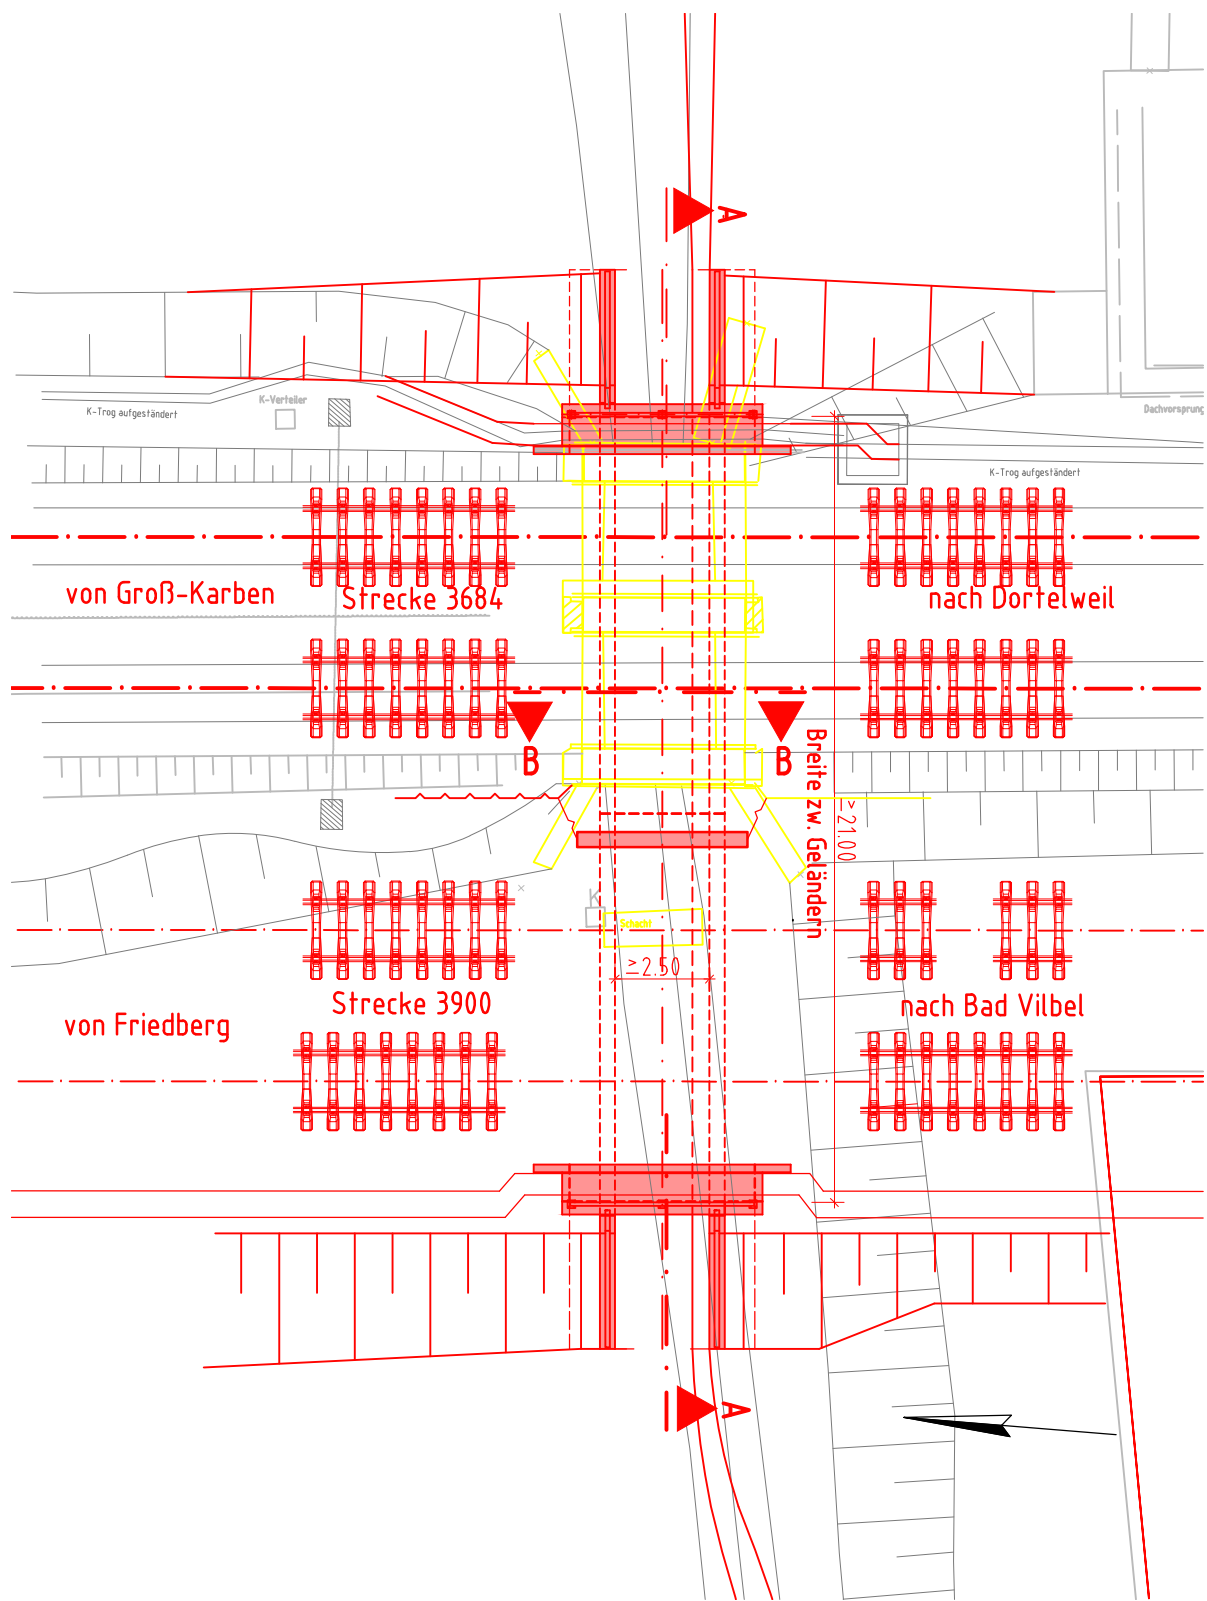 A
K-Verteiler
K-Trog aufgeständert
Dachvorsprung
K-Trog aufgeständert
von Groß-Karben
Strecke 3684
nach Dortelweil
B
B
Breite zw. Geländern
≥21.00
K
Schacht
≥2.50
Strecke 3900
nach Bad Vilbel
von Friedberg
A